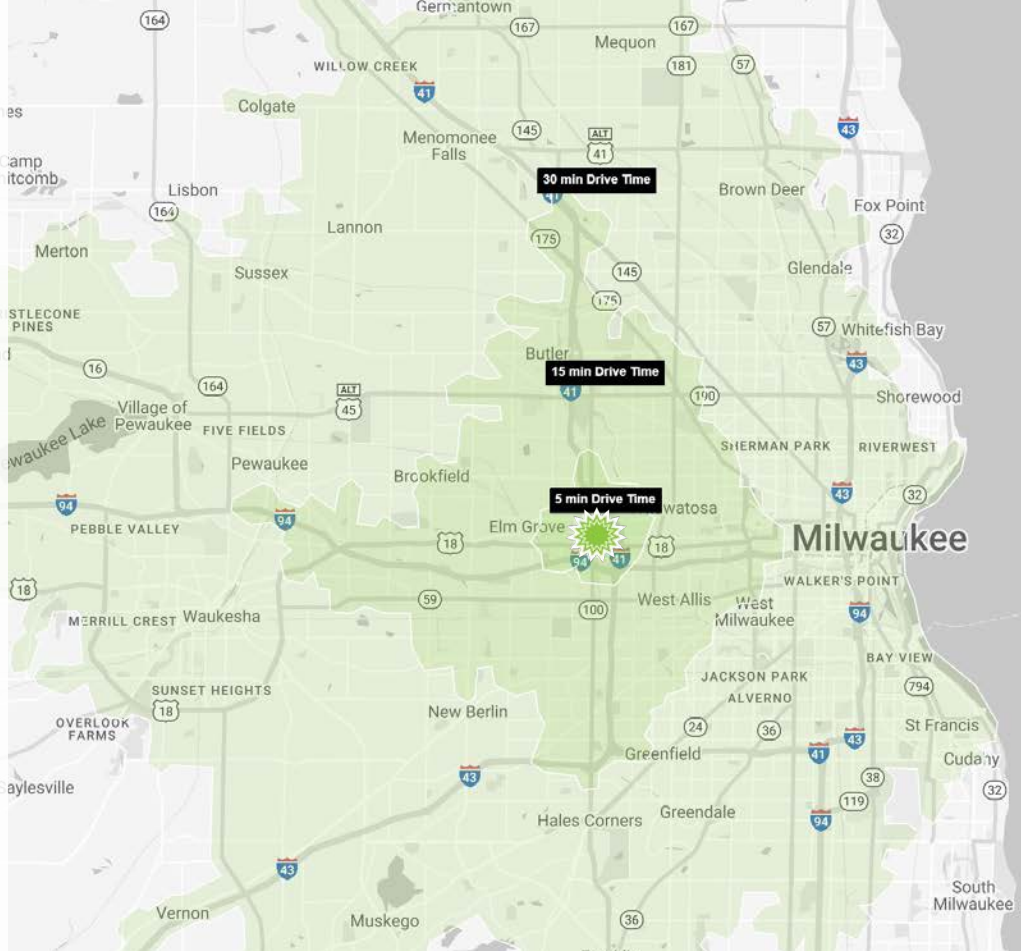 Germantown
164
167
167
Mequon
WILLOW CREEK
181
57
41
Colgate
43
145
ALT
41
Menomonee
Falls
30 min Drive Time
41
Lisbon
Brown Deer
164
Fox Point
Lannon
32
175
Merton
Sussex
145
Glendale
175
57
Whitefish Bay
Butler
43
16
15 min Drive Time
164
ALT
45
41
190
Shorewood
Village of
Pewaukee
FIVE FIELDS
SHERMAN PARK
RIVERWEST
Pewaukee
Brookfield
94
5 min Drive Time
43
32
94
PEBBLE VALLEY
Elm Grove
watosa
18
18
Milwaukee
94
41
18
WALKER'S POINT
59
100
West Allis
West
Milwaukee
94
MERRILL CREST
Waukesha
BAY VIEW
JACKSON PARK
794
SUNSET HEIGHTS
ALVERNO
18
New Berlin
OVERLOOK
FARMS
24
36
St Francis
Greenfield
41
43
Cudahy
43
38
32
aylesville
119
Hales Corners
Greendale
94
43
South
Milwaukee
Vernon
Muskego
36